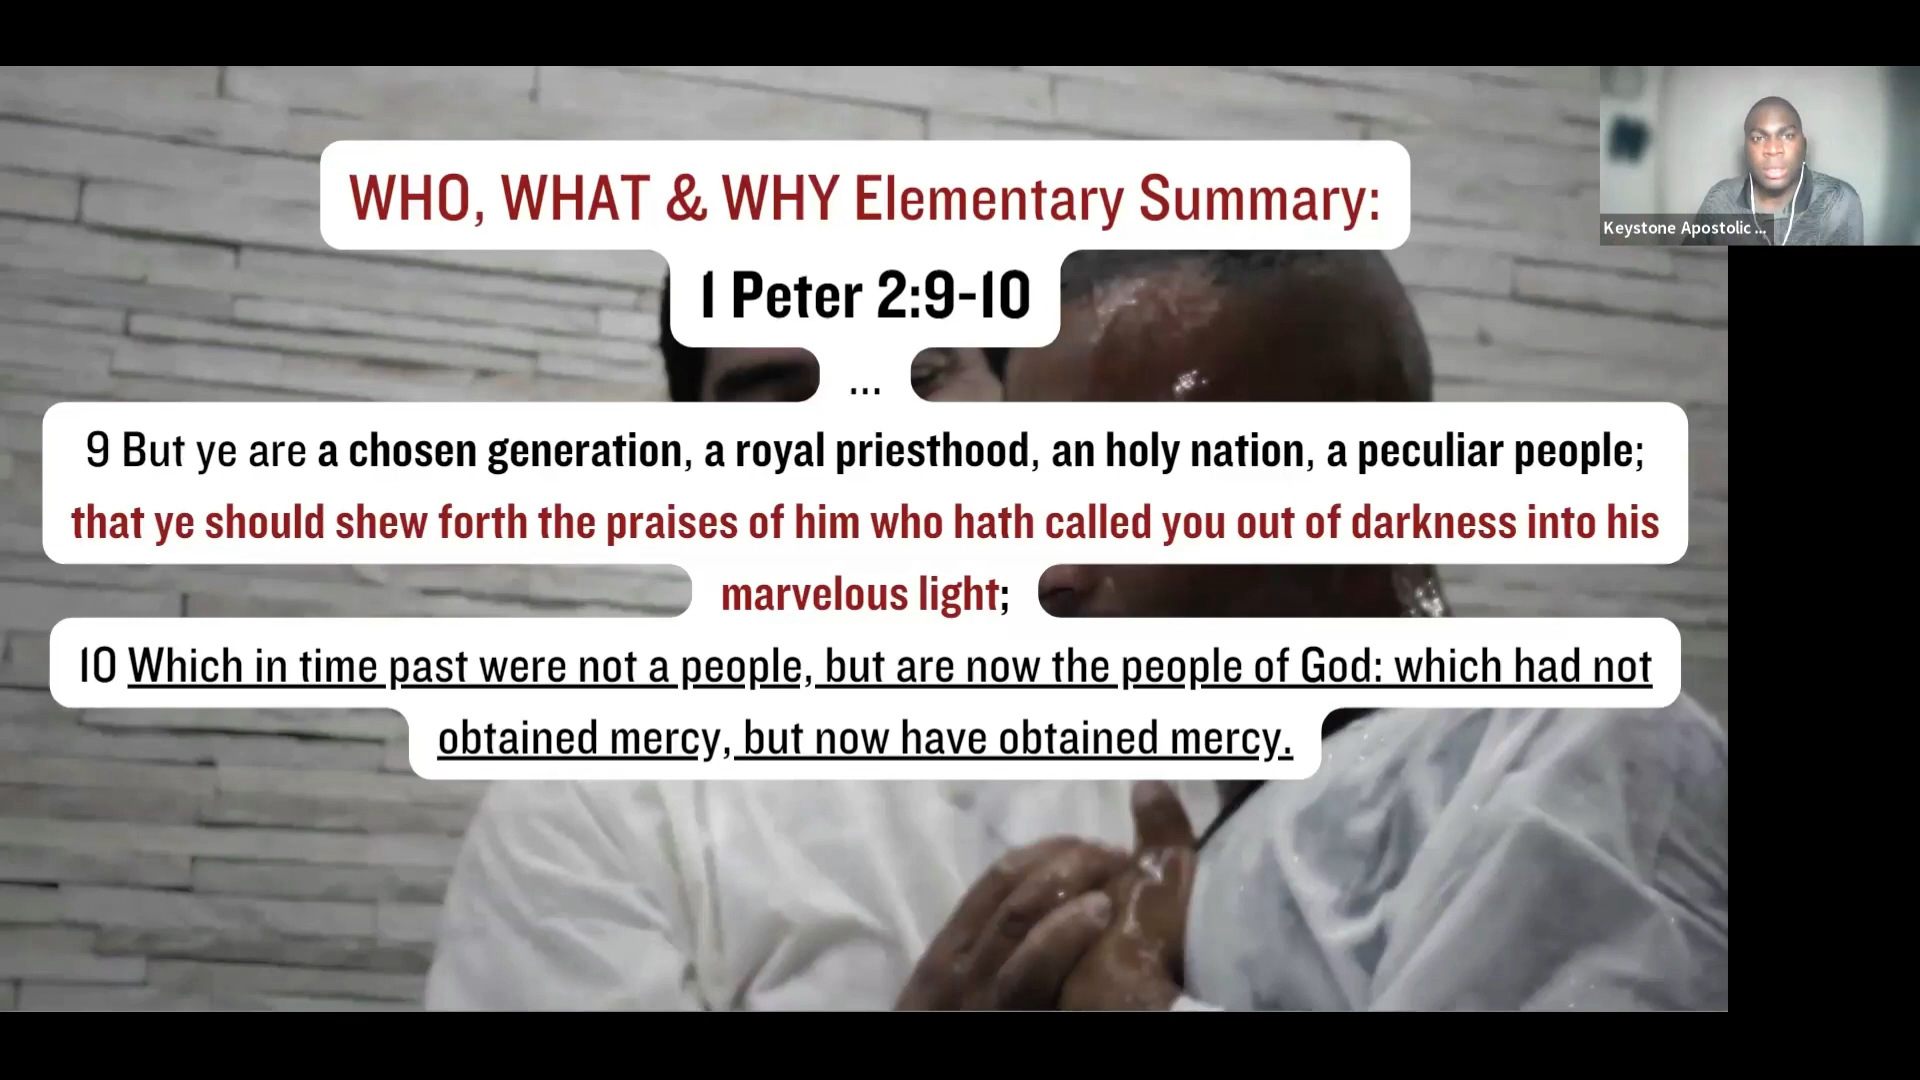 WHO, WHAT & WHY Elementary Summary:
1 Peter 2:9-10
...
9 But ye are a chosen generation, a royal priesthood, an holy nation, a peculiar people;
that ye should shew forth the praises of him who hath called you out of darkness into his
marvelous light;
10 Which in time past were not a people, but are now the people of God: which had not
obtained mercy, but now have obtained mercy.
Keystone Apostolic ...